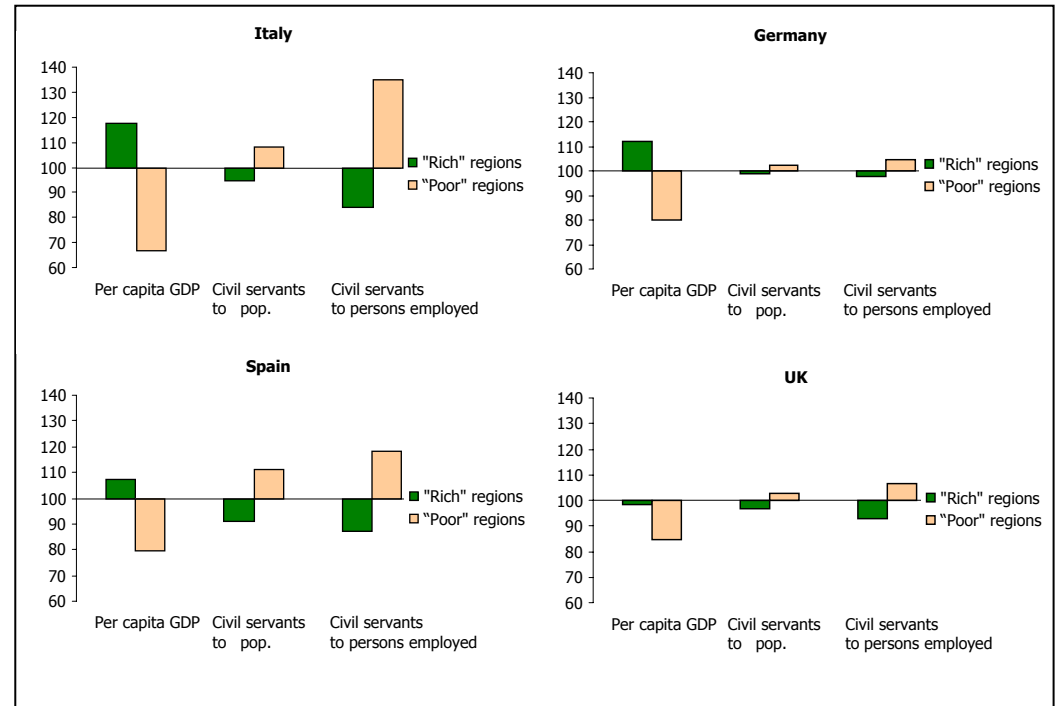 Italy
140
130
120
110
100
90
80
70
60
"Rich" regions
“Poor" regions
Per capita GDP Civil servants to pop. Civil servants to persons employed
Germany
140
130
120
110
100
90
80
70
60
"Rich" regions
“Poor" regions
Per capita GDP Civil servants to pop. Civil servants to persons employed
Spain
140
130
120
110
100
90
80
70
60
"Rich" regions
“Poor" regions
Per capita GDP Civil servants to pop. Civil servants to persons employed
UK
140
130
120
110
100
90
80
70
60
"Rich" regions
“Poor" regions
Per capita GDP Civil servants to pop. Civil servants to persons employed